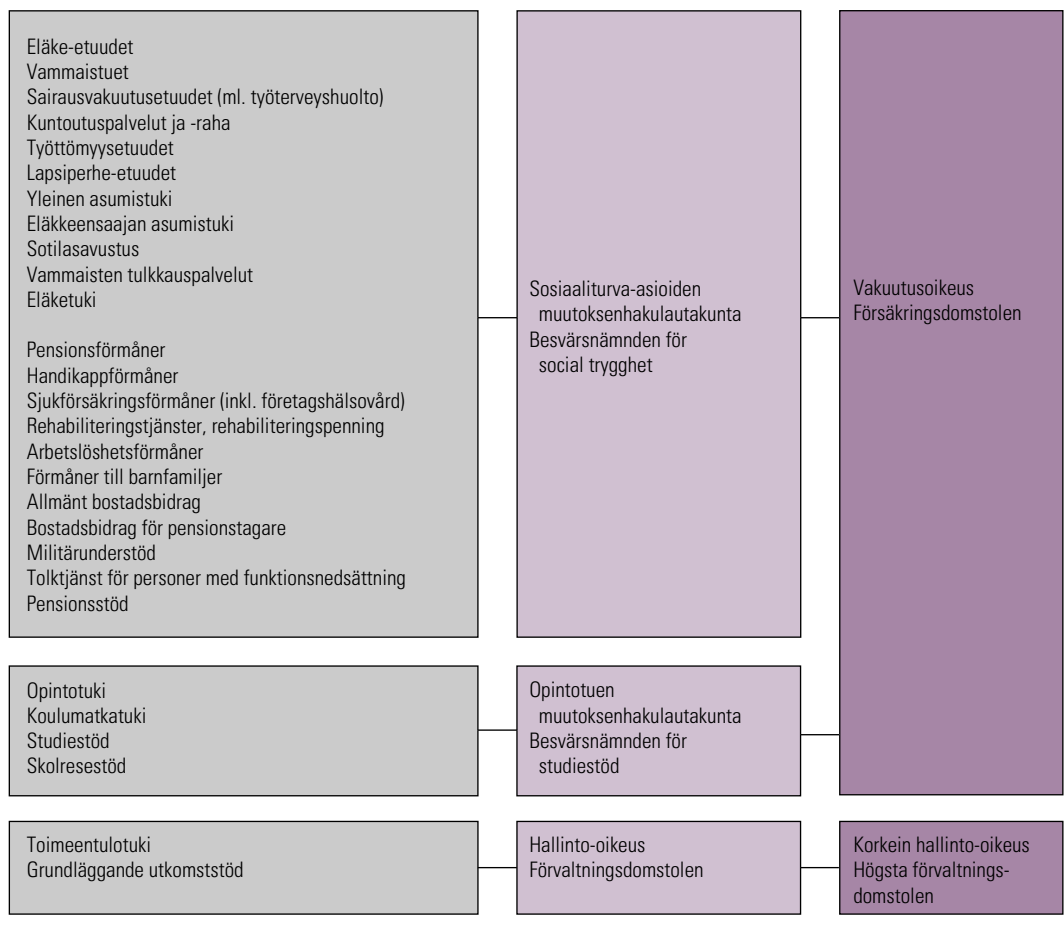 Eläke-etuudet
Vammaistuet
Sairausvakuutusetuudet (ml. työterveyshuolto)
Kuntoutuspalvelut ja -raha
Työttömyysetuudet
Lapsiperhe-etuudet
Yleinen asumistuki
Eläkkeensaajan asumistuki
Sotilasavustus
Vammaisten tulkkauspalvelut
Eläketuki
Pensionsförmåner
Handikappförmåner
Sjukförsäkringsförmåner (inkl. företagshälsovård)
Rehabiliteringstjänster, rehabiliteringspenning
Arbetslöshetsförmåner
Förmåner till barnfamiljer
Allmänt bostadsbidrag
Bostadsbidrag för pensionstagare
Militärunderstöd
Tolktjänst för personer med funktionsnedsättning
Pensionsstöd
Sosiaaliturva-asioiden
muutoksenhakulautakunta
Besvärsnämnden för
social trygghet
Vakuutusoikeus
Försäkringsdomstolen
Opintotuki
Koulumatkatuki
Studiestöd
Skolresestöd
Opintotuen
muutoksenhakulautakunta
Besvärsnämnden för
studiestöd
Toimeentulotuki
Grundläggande utkomststöd
Hallinto-oikeus
Förvaltningsdomstolen
Korkein hallinto-oikeus
Högsta förvaltnings-
domstolen